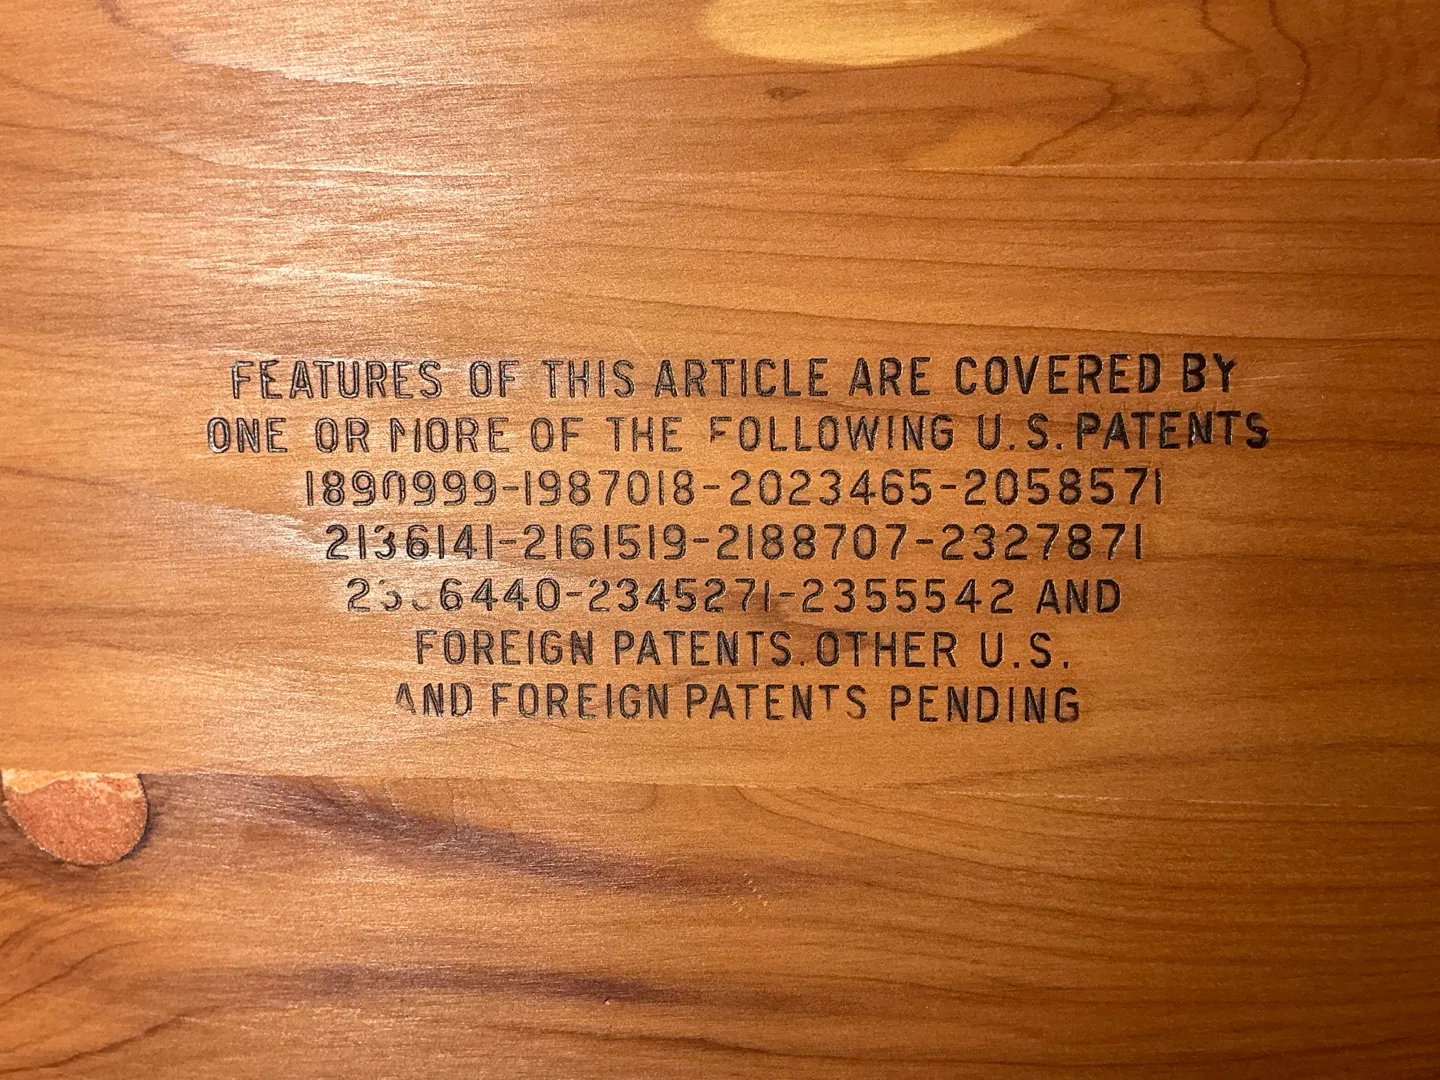 FEATURES OF THIS ARTICLE ARE COVERED BY
ONE OR MORE OF THE FOLLOWING U.S. PATENTS
1890999-1987018-2023465-2058571
2136141-2161519-2188707-2327871
-2345271-2355542 AND
FOREIGN PATENTS. OTHER U.S.
AND FOREIGN PATENTS PENDING